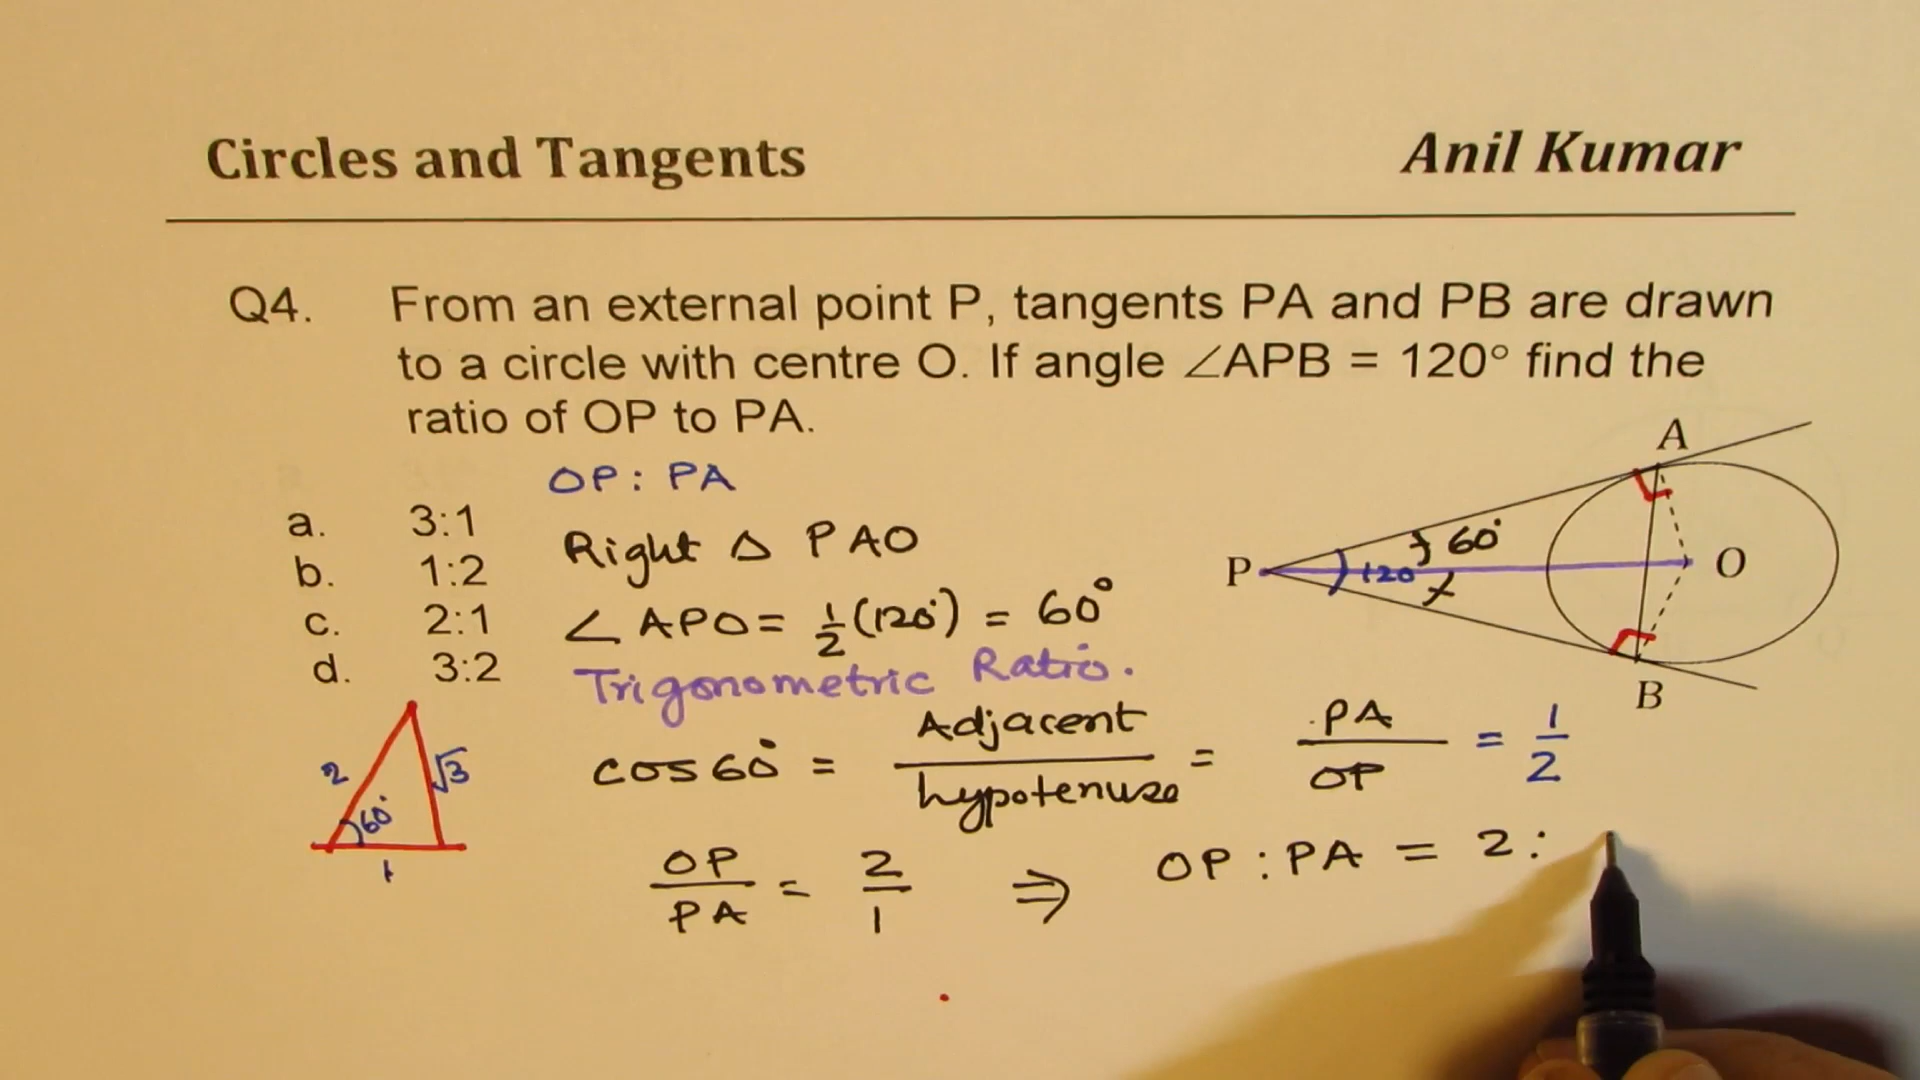 Circles and Tangents Anil Kumar
Q4. From an external point P, tangents PA and PB are drawn
to a circle with centre O. If angle ∠APB = 120° find the
ratio of OP to PA.
OP : PA
a. 3:1
b. 1:2
c. 2:1
d. 3:2
Right Δ PAO
∠ APO = 1/2 (120°) = 60°
Trigonometric Ratio.
cos 60° = Adjacent / hypotenuse = PA / OP = 1/2
OP / PA = 2 / 1 ⇒ OP : PA = 2 :
A
60°
P 120° O
B
2 √3
60°
1